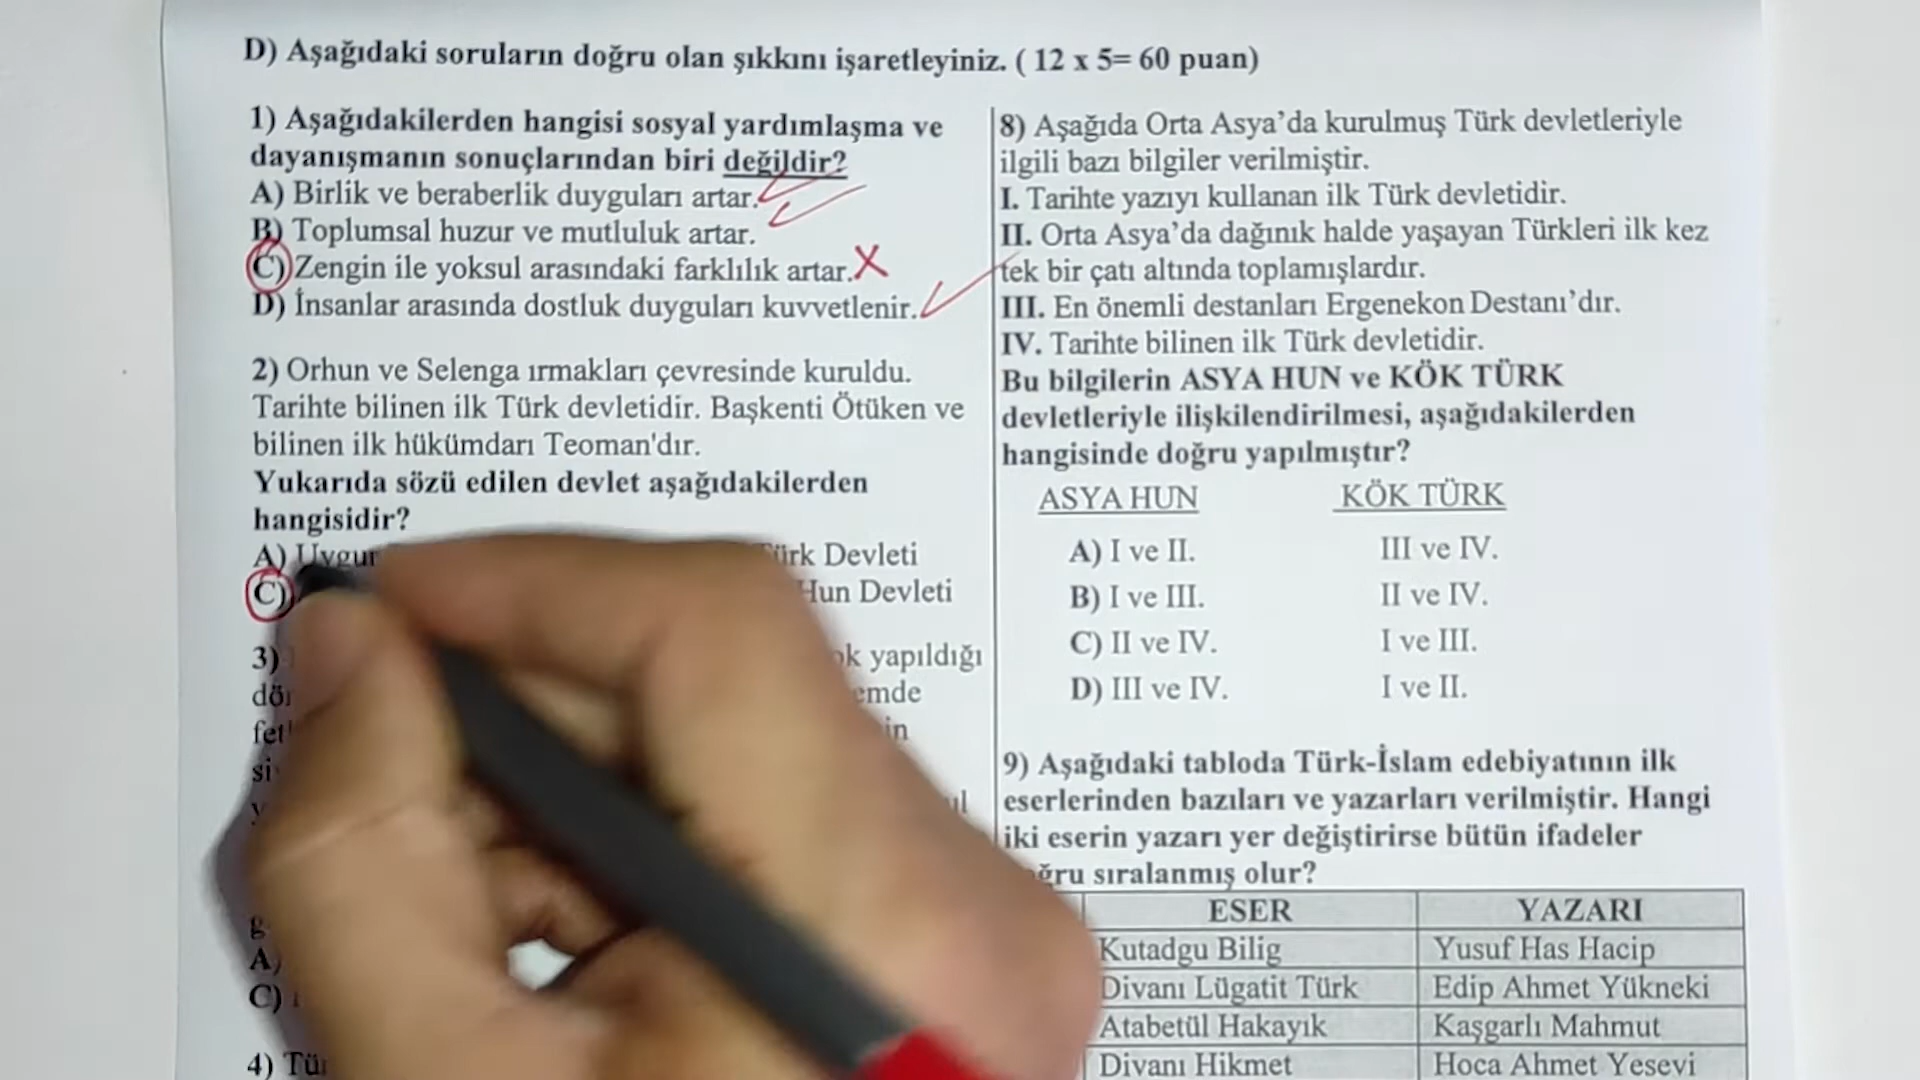 D) Aşağıdaki soruların doğru olan şıkkını işaretleyiniz. ( 12 x 5= 60 puan)
1) Aşağıdakilerden hangisi sosyal yardımlaşma ve
dayanışmanın sonuçlarından biri değildir?
A) Birlik ve beraberlik duyguları artar.
B) Toplumsal huzur ve mutluluk artar.
C) Zengin ile yoksul arasındaki farklılık artar.
D) İnsanlar arasında dostluk duyguları kuvvetlenir.
2) Orhun ve Selenga ırmakları çevresinde kuruldu.
Tarihte bilinen ilk Türk devletidir. Başkenti Ötüken ve
bilinen ilk hükümdarı Teoman'dır.
Yukarıda sözü edilen devlet aşağıdakilerden
hangisidir?
A) Uygur Türk Devleti
C) Hun Devleti
3) yapıldığı
A)
C)
4)
8) Aşağıda Orta Asya'da kurulmuş Türk devletleriyle
ilgili bazı bilgiler verilmiştir.
I. Tarihte yazıyı kullanan ilk Türk devletidir.
II. Orta Asya'da dağınık halde yaşayan Türkleri ilk kez
tek bir çatı altında toplamışlardır.
III. En önemli destanları Ergenekon Destanı'dır.
IV. Tarihte bilinen ilk Türk devletidir.
Bu bilgilerin ASYA HUN ve KÖK TÜRK
devletleriyle ilişkilendirilmesi, aşağıdakilerden
hangisinde doğru yapılmıştır?
ASYA HUN KÖK TÜRK
A) I ve II. III ve IV.
B) I ve III. II ve IV.
C) II ve IV. I ve III.
D) III ve IV. I ve II.
9) Aşağıdaki tabloda Türk-İslam edebiyatının ilk
eserlerinden bazıları ve yazarları verilmiştir. Hangi
iki eserin yazarı yer değiştirirse bütün ifadeler
sıralanmış olur?
ESER YAZARI
Kutadgu Bilig Yusuf Has Hacip
Divanı Lügatit Türk Edip Ahmet Yükneki
Atabetül Hakayık Kaşgarlı Mahmut
Divanı Hikmet Hoca Ahmet Yesevi